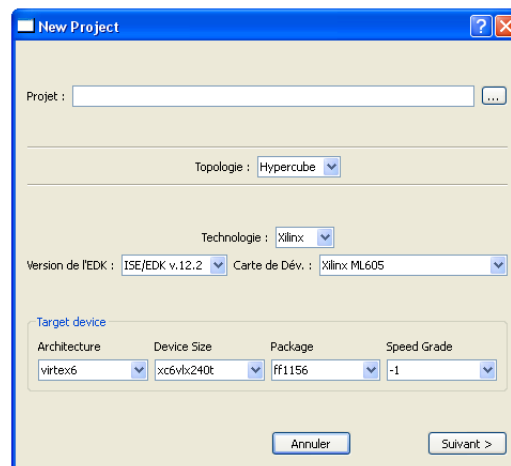 New Project
Projet :
...
Topologie : Hypercube
Technologie : Xilinx
Version de l'EDK : ISE/EDK v.12.2 Carte de Dév. : Xilinx ML605
Target device
Architecture Device Size Package Speed Grade
virtex6 xc6vlx240t ff1156 -1
Annuler Suivant >